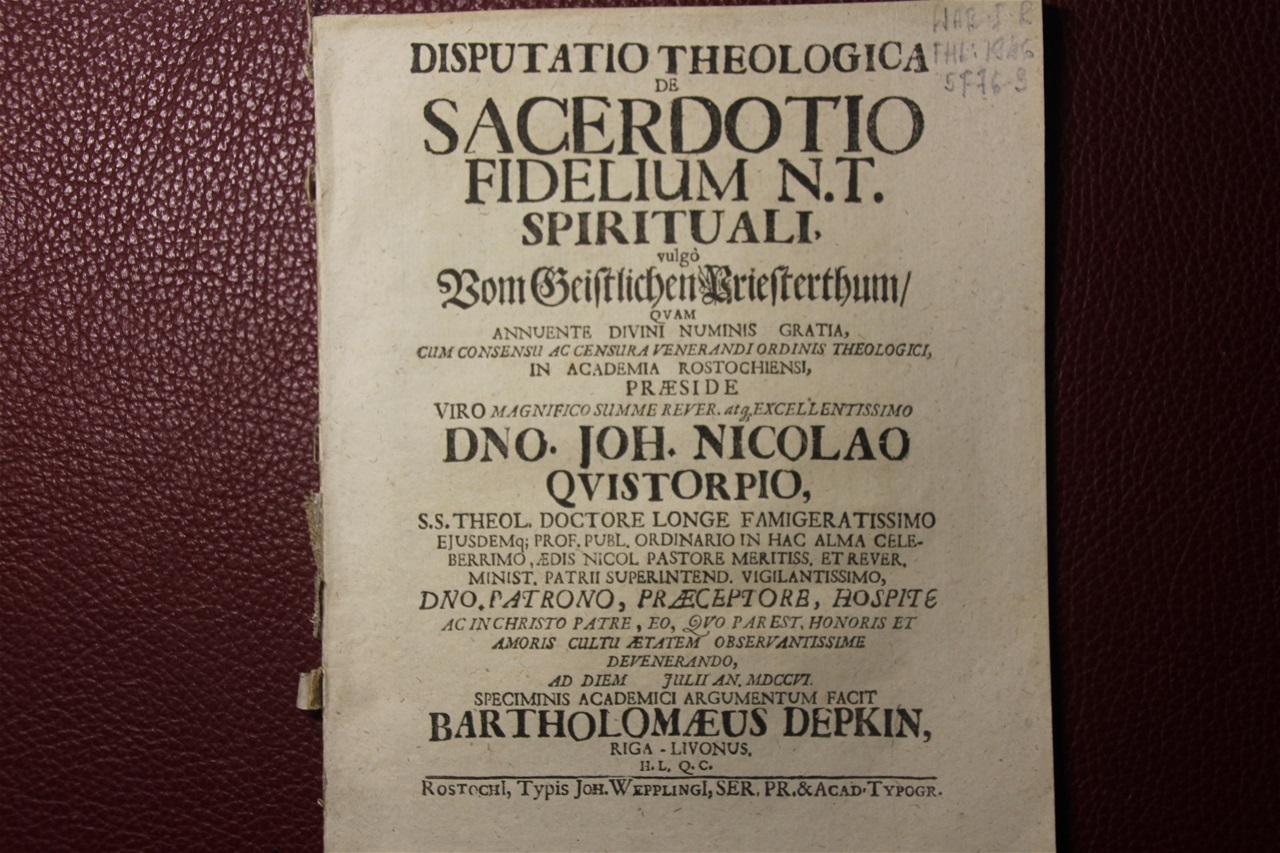 WAR·I·R
THL: 1946
5776-9
DISPUTATIO THEOLOGICA
DE
SACERDOTIO
FIDELIUM N.T.
SPIRITUALI,
vulgò
Vom Geistlichen Priesterthum/
QVAM
ANNUENTE DIVINI NUMINIS GRATIA,
CUM CONSENSU AC CENSURA VENERANDI ORDINIS THEOLOGICI,
IN ACADEMIA ROSTOCHIENSI,
PRÆSIDE
VIRO MAGNIFICO SUMME REVER. atq; EXCELLENTISSIMO
DNO. JOH. NICOLAO
QVISTORPIO,
S.S. THEOL. DOCTORE LONGE FAMIGERATISSIMO
EJUSDEMq; PROF. PUBL. ORDINARIO IN HAC ALMA CELE-
BERRIMO, ÆDIS NICOL PASTORE MERITISS. ET REVER.
MINIST. PATRII SUPERINTEND. VIGILANTISSIMO,
DNO. PATRONO, PRÆCEPTORE, HOSPITE
AC IN CHRISTO PATRE, EO, QVO PAR EST, HONORIS ET
AMORIS CULTU ÆTATEM OBSERVANTISSIME
DEVENERANDO,
AD DIEM JULII AN. MDCCVI.
SPECIMINIS ACADEMICI ARGUMENTUM FACIT
BARTHOLOMÆUS DEPKIN,
RIGA - LIVONUS.
H. L. Q. C.
ROSTOCHI, Typis JOH. WEPPLINGI, SER. PR. & ACAD. TYPOGR.